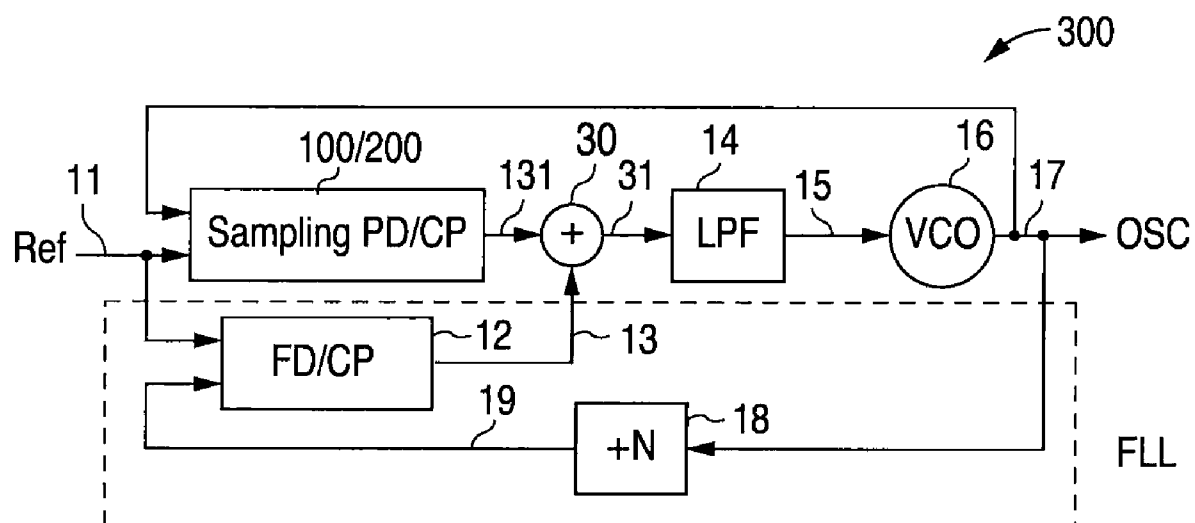 300
100/200
30
14
16
11
131
31
15
17
Ref
Sampling PD/CP
+
LPF
VCO
OSC
12
13
FD/CP
19
18
+N
FLL